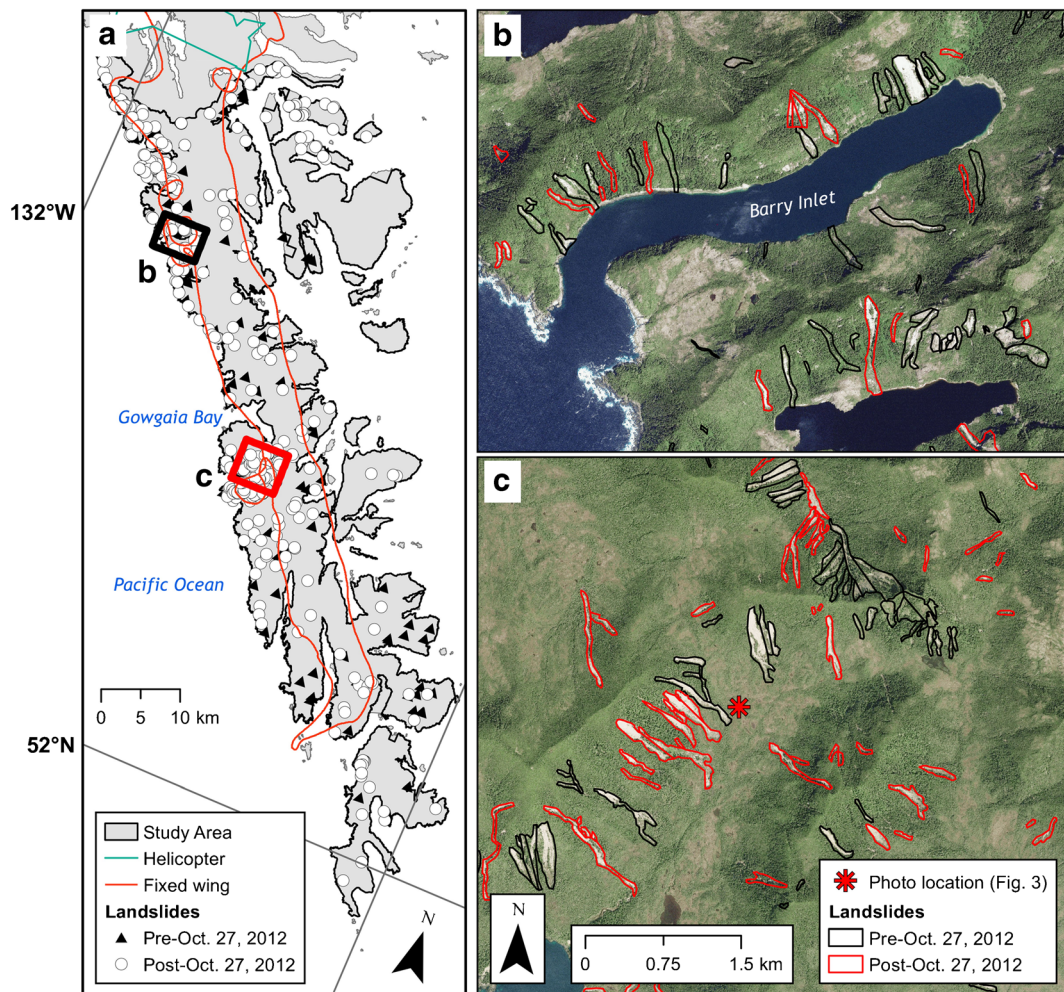 a
132°W
b
Gowgaia Bay
c
Pacific Ocean
0 5 10 km
52°N
N
Study Area
Helicopter
Fixed wing
Landslides
Pre-Oct. 27, 2012
Post-Oct. 27, 2012
b
Barry Inlet
c
N
0 0.75 1.5 km
Photo location (Fig. 3)
Landslides
Pre-Oct. 27, 2012
Post-Oct. 27, 2012